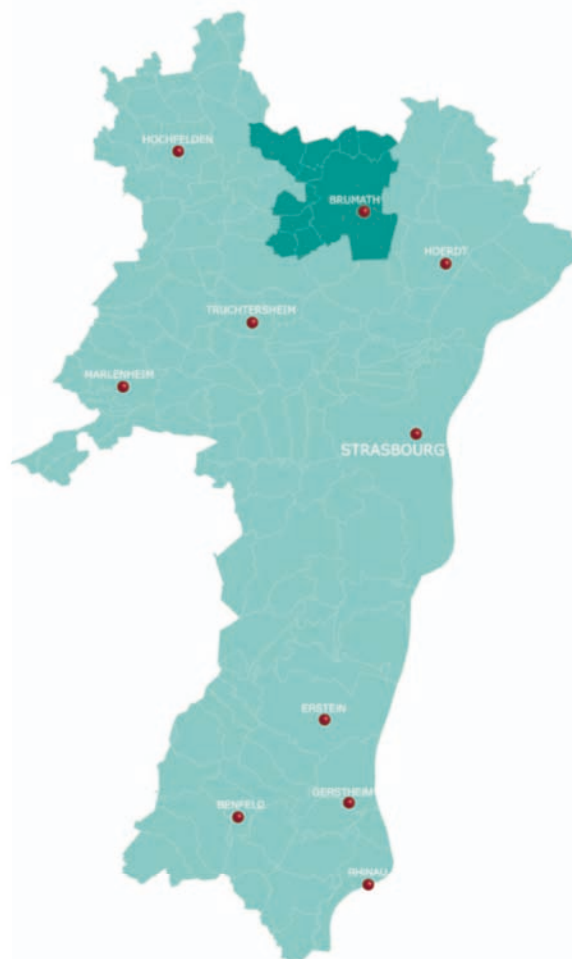 HOCHFELDEN
BRUMATH
HOERDT
TRUCHTERSHEIM
MARLENHEIM
STRASBOURG
ERSTEIN
GERSTHEIM
BENFELD
RHINAU